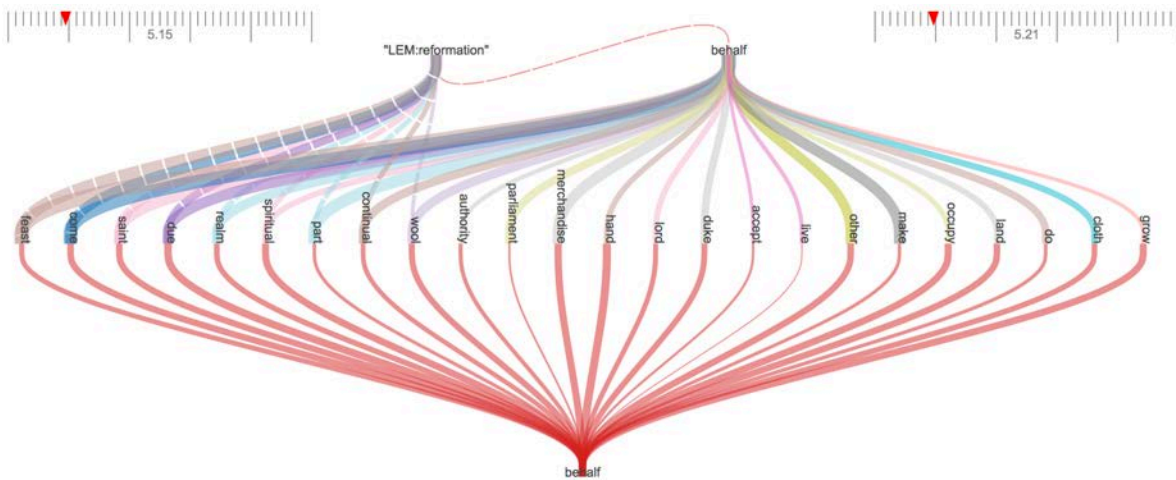 5.15
5.21
"LEM:reformation"
behalf
feast
come
saint
due
realm
spiritual
part
continual
wool
authority
parliament
merchandise
hand
lord
duke
accept
live
other
make
occupy
land
do
cloth
grow
behalf